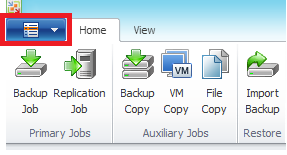 Home View
Backup Job Replication Job Backup Copy VM VM Copy File Copy Import Backup
Primary Jobs Auxiliary Jobs Restore